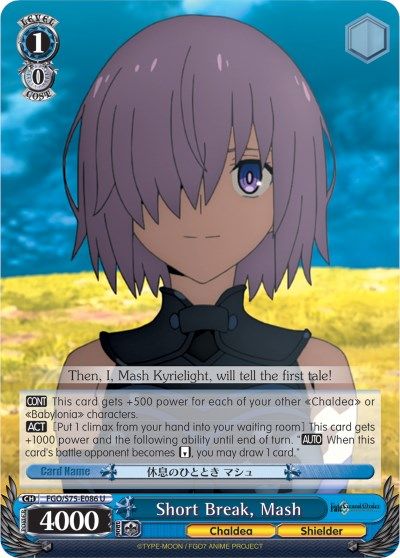 LEVEL
1
0
COST
Then, I, Mash Kyrielight, will tell the first tale!
CONT This card gets +500 power for each of your other «Chaldea» or
«Babylonia» characters.
ACT [Put 1 climax from your hand into your waiting room] This card gets
+1000 power and the following ability until end of turn. "AUTO When this
card's battle opponent becomes, you may draw 1 card."
Card Name 休息のひととき マシュ
CH FGO/S75-E086 U
4000
Short Break, Mash
Chaldea Shielder
©TYPE-MOON / FGO7 ANIME PROJECT